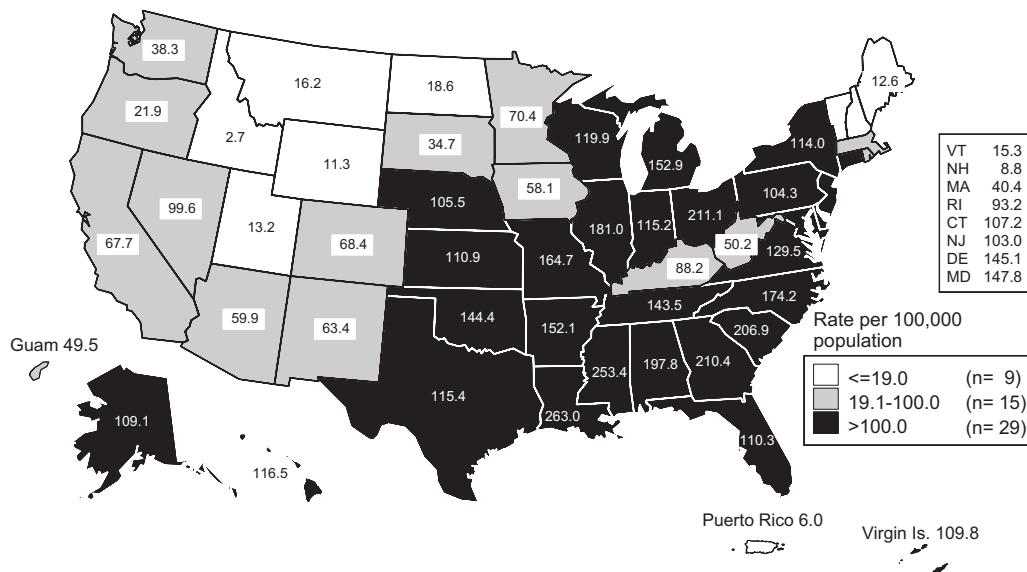 38.3
16.2
18.6
70.4
12.6
21.9
2.7
34.7
119.9
152.9
114.0
11.3
58.1
104.3
99.6
13.2
105.5
181.0
115.2
211.1
50.2
67.7
68.4
110.9
164.7
88.2
129.5
59.9
63.4
144.4
152.1
143.5
174.2
206.9
253.4
197.8
210.4
115.4
263.0
110.3
VT 15.3
NH 8.8
MA 40.4
RI 93.2
CT 107.2
NJ 103.0
DE 145.1
MD 147.8
Rate per 100,000
population
<=19.0 (n= 9)
19.1-100.0 (n= 15)
>100.0 (n= 29)
Guam 49.5
109.1
116.5
Puerto Rico 6.0
Virgin Is. 109.8